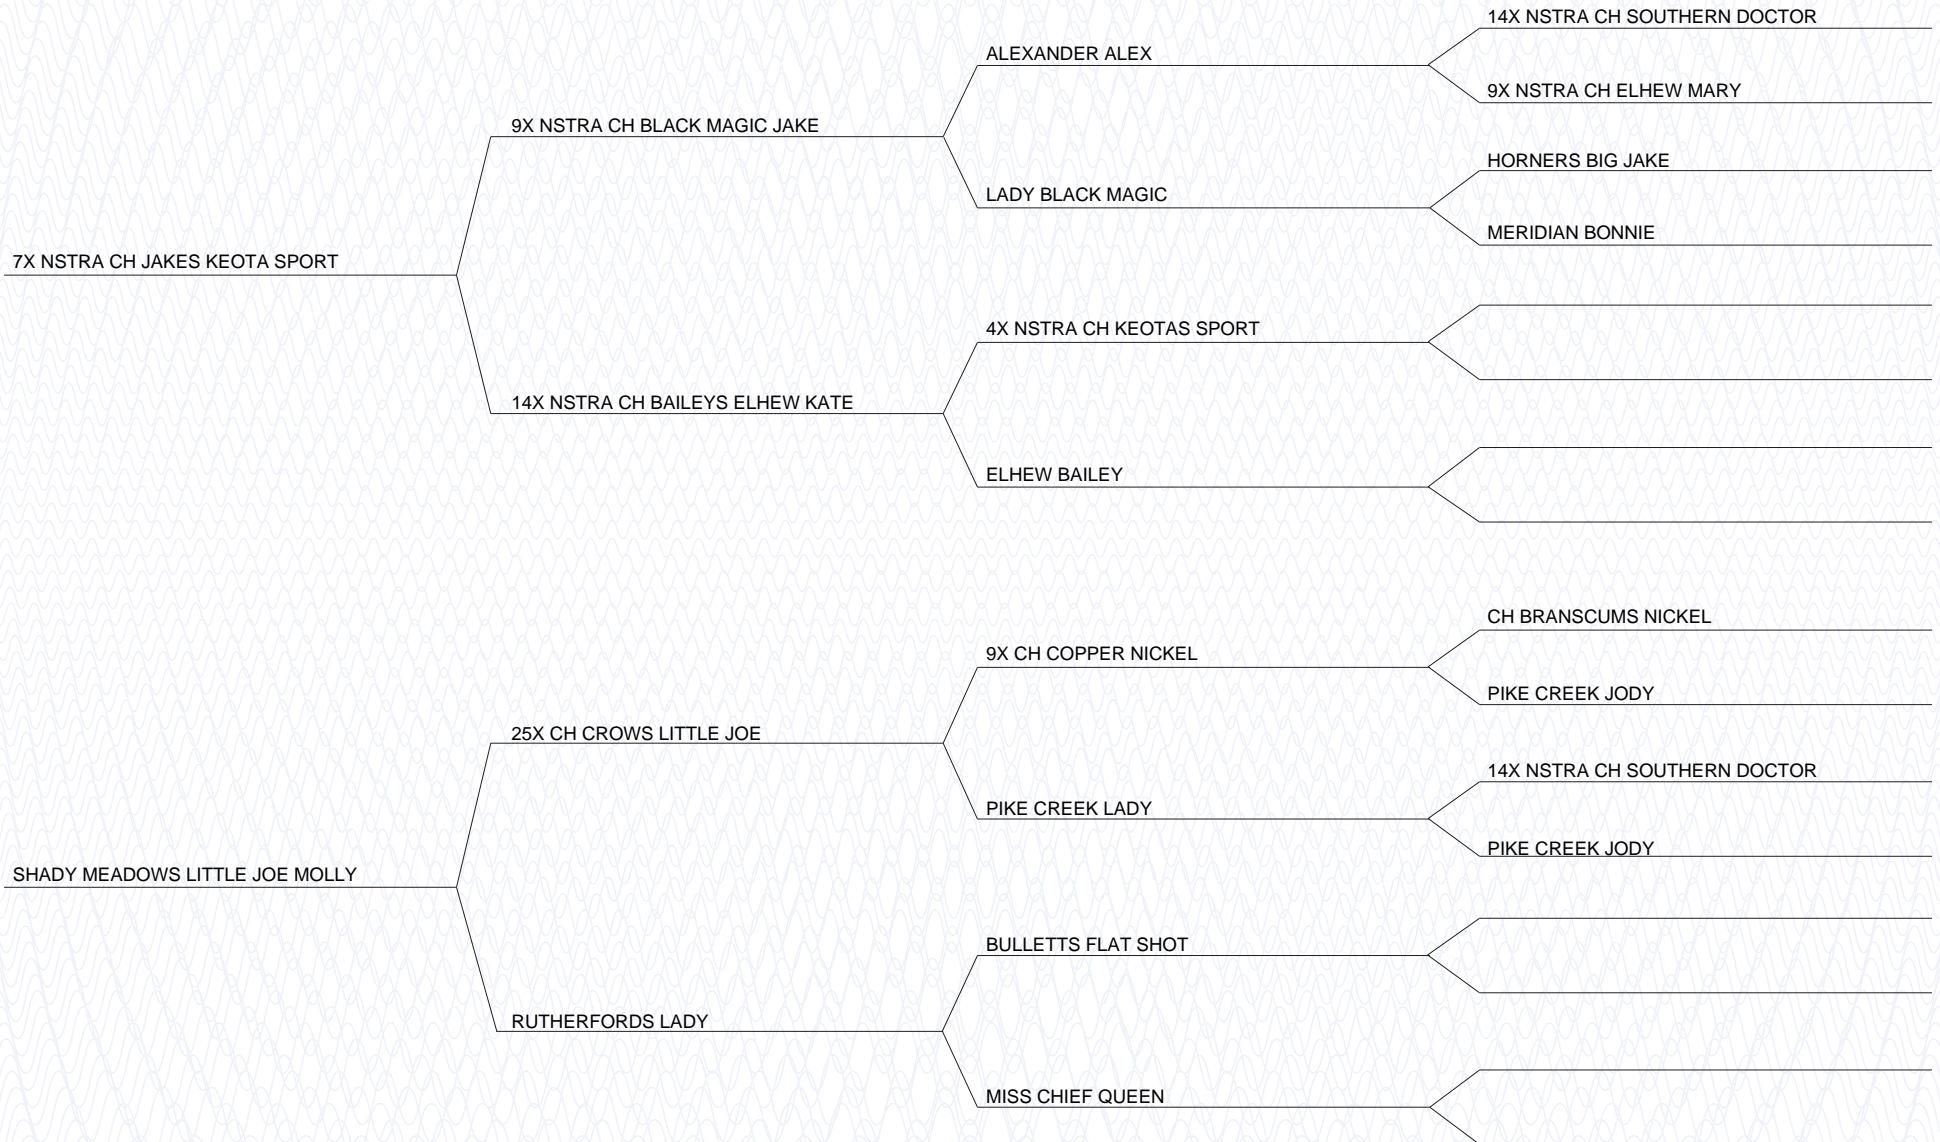 14X NSTRA CH SOUTHERN DOCTOR
ALEXANDER ALEX
9X NSTRA CH ELHEW MARY
9X NSTRA CH BLACK MAGIC JAKE
HORNERS BIG JAKE
LADY BLACK MAGIC
MERIDIAN BONNIE
7X NSTRA CH JAKES KEOTA SPORT
4X NSTRA CH KEOTAS SPORT
14X NSTRA CH BAILEYS ELHEW KATE
ELHEW BAILEY
CH BRANSCUMS NICKEL
9X CH COPPER NICKEL
PIKE CREEK JODY
25X CH CROWS LITTLE JOE
14X NSTRA CH SOUTHERN DOCTOR
PIKE CREEK LADY
PIKE CREEK JODY
SHADY MEADOWS LITTLE JOE MOLLY
BULLETTS FLAT SHOT
RUTHERFORDS LADY
MISS CHIEF QUEEN